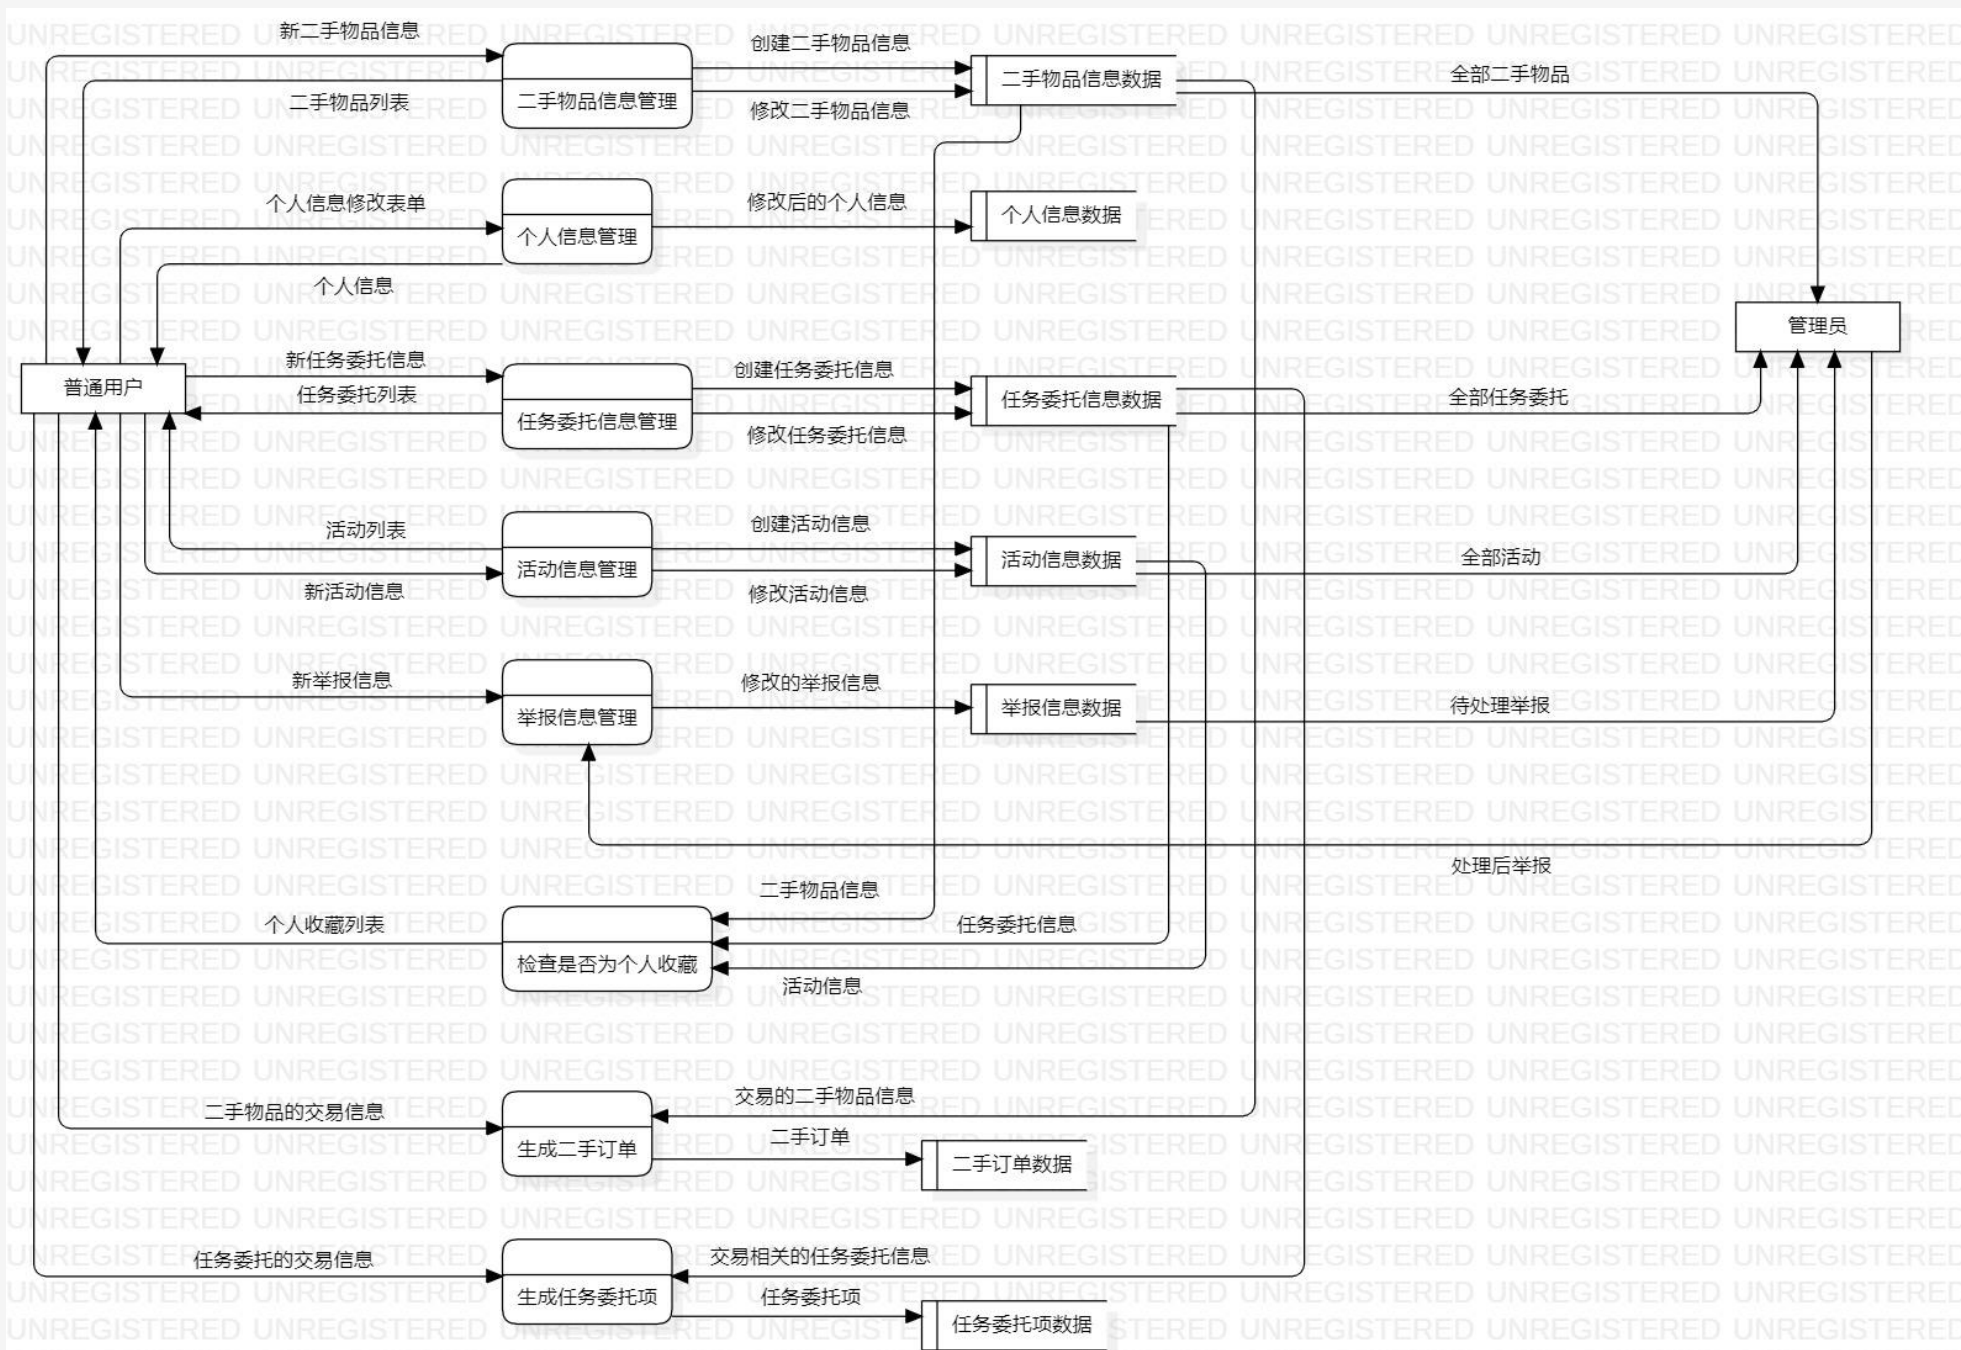 新二手物品信息
创建二手物品信息
二手物品信息数据
全部二手物品
二手物品信息管理
二手物品列表
修改二手物品信息
个人信息修改表单
修改后的个人信息
个人信息数据
个人信息管理
个人信息
管理员
新任务委托信息
创建任务委托信息
普通用户
任务委托列表
任务委托信息数据
全部任务委托
任务委托信息管理
修改任务委托信息
活动列表
创建活动信息
活动信息数据
全部活动
活动信息管理
新活动信息
修改活动信息
新举报信息
修改的举报信息
举报信息管理
举报信息数据
待处理举报
处理后举报
二手物品信息
个人收藏列表
任务委托信息
检查是否为个人收藏
活动信息
二手物品的交易信息
交易的二手物品信息
生成二手订单
二手订单
二手订单数据
任务委托的交易信息
交易相关的任务委托信息
生成任务委托项
任务委托项
任务委托项数据
UNREGISTERED